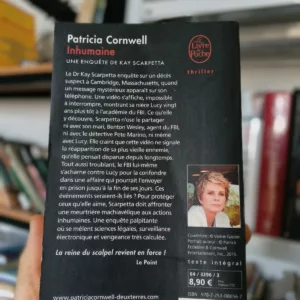 Patricia Cornwell
Inhumaine
UNE ENQUÊTE DE KAY SCARPETTA
Le Livre
de Poche
thriller
Le Dr Kay Scarpetta enquête sur un décès
suspect à Cambridge, Massachusetts, quand
un message mystérieux apparaît sur son
téléphone. Une vidéo s'affiche, impossible
à interrompre, montrant sa nièce Lucy vingt
ans plus tôt à l'académie du FBI. Ce qu'elle
y découvre, Scarpetta n'ose le partager
ni avec son mari, Benton Wesley, agent du FBI,
ni avec le détective Pete Marino, ni même
avec Lucy. Elle craint que cette vidéo ne signale
la réapparition de sa plus vieille ennemie,
qu'elle pensait disparue depuis longtemps.
Tout aussi troublant, le FBI lui-même
s'acharne contre Lucy pour la confondre
dans une affaire qui pourrait l'envoyer
en prison jusqu'à la fin de ses jours. Ces
événements seraient-ils liés ? Pour protéger
ceux qu'elle aime, Scarpetta doit affronter
une meurtrière machiavélique aux actions
inhumaines. Une enquête palpitante
où se mêlent sciences légales, surveillance
électronique et vengeance très calculée.
La reine du scalpel revient en force !
Le Point
www.patriciacornwell-deuxterres.com
texte intégral
8,90 €